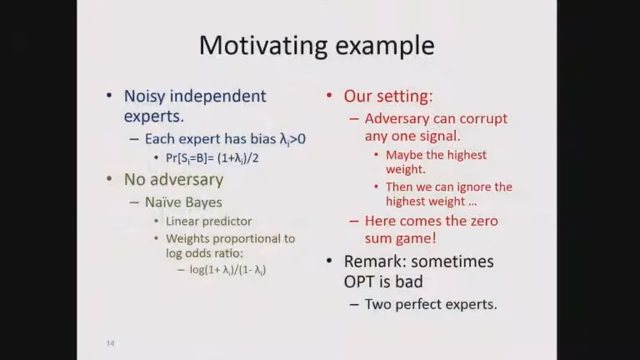 Motivating example
• Noisy independent
experts.
– Each expert has bias λᵢ>0
• Pr[Sᵢ=B]= (1+λᵢ)/2
• No adversary
– Naïve Bayes
• Linear predictor
• Weights proportional to
log odds ratio:
– log(1+ λᵢ)/(1- λᵢ)
• Our setting:
– Adversary can corrupt
any one signal.
• Maybe the highest
weight.
• Then we can ignore the
highest weight ...
– Here comes the zero
sum game!
• Remark: sometimes
OPT is bad
– Two perfect experts.